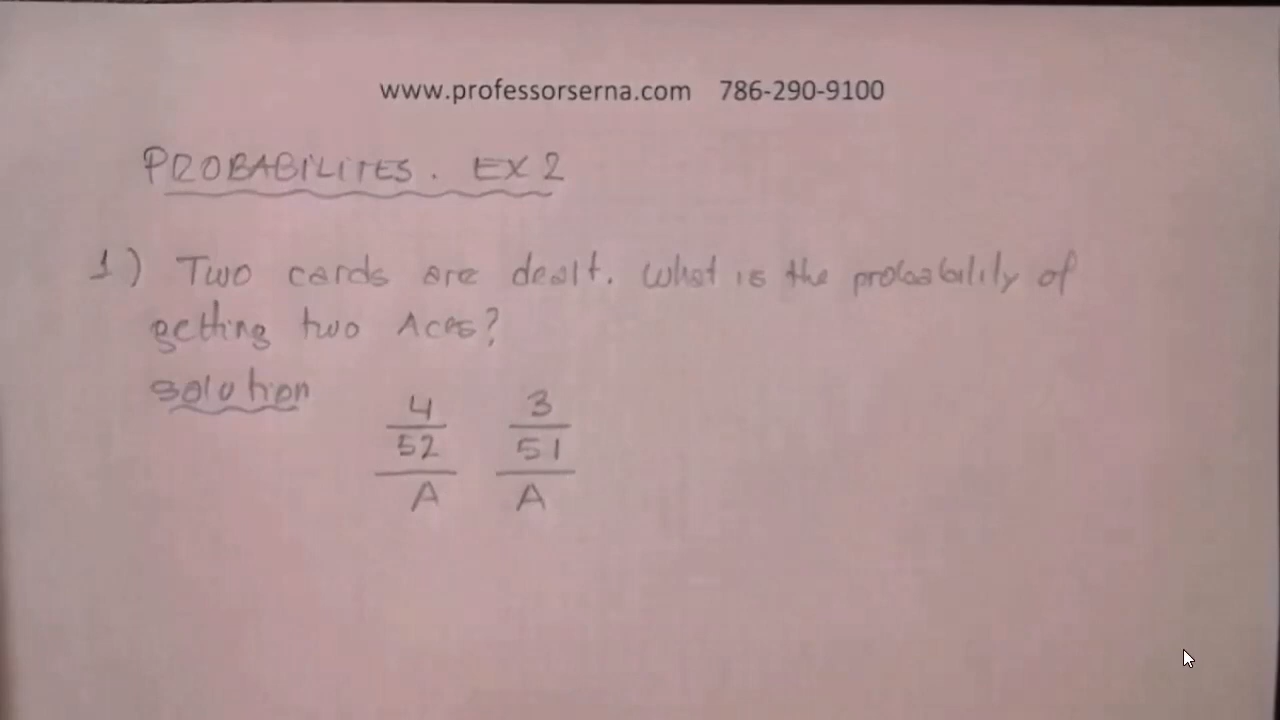 www.professorserna.com 786-290-9100
PROBABILITES. EX 2
1) Two cards are dealt. What is the probability of
getting two Aces?
solution
4 3
52 51
A A